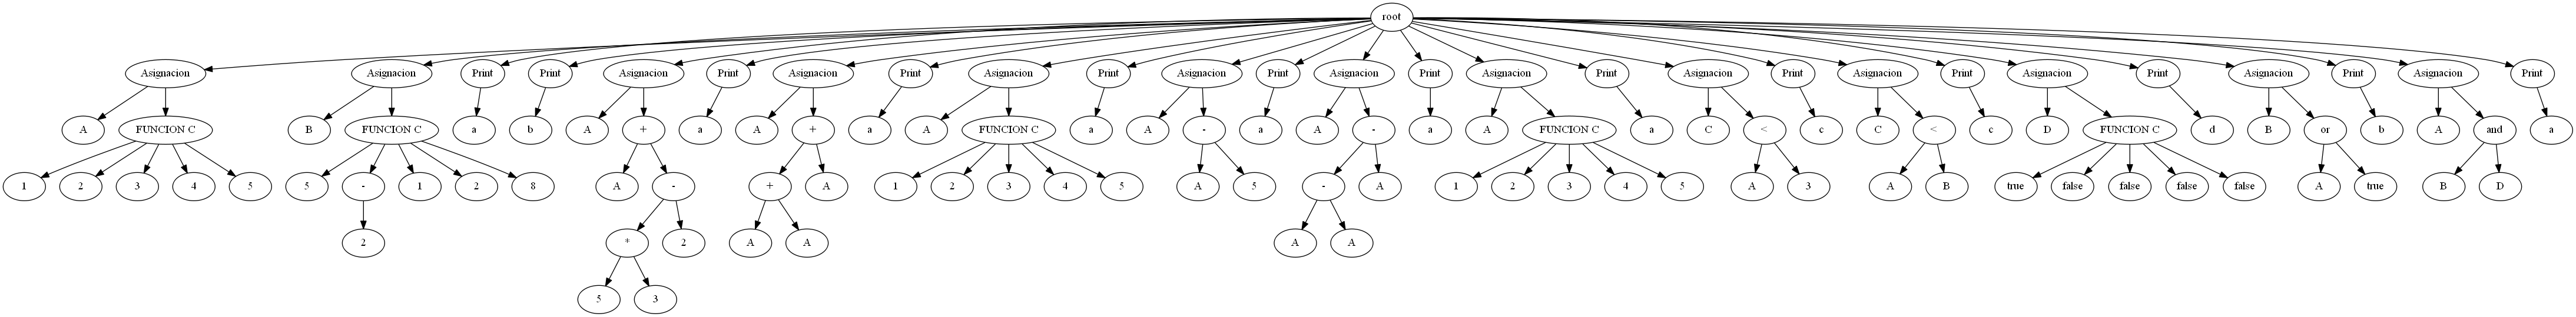 root
Asignacion Asignacion Print Print Asignacion Print Asignacion Print Asignacion Print Asignacion Print Asignacion Print Asignacion Print Asignacion Print Asignacion Print Asignacion Print Asignacion Print Asignacion Print
A FUNCION C B FUNCION C a b A + a A + a A FUNCION C a A - a A - a A FUNCION C a C < c C < c D FUNCION C d B or b A and a
1 2 3 4 5 5 - 1 2 8 A - + A 1 2 3 4 5 A 5 - A 1 2 3 4 5 A 3 A B true false false false false A true B D
2 * 2 A A A A
5 3